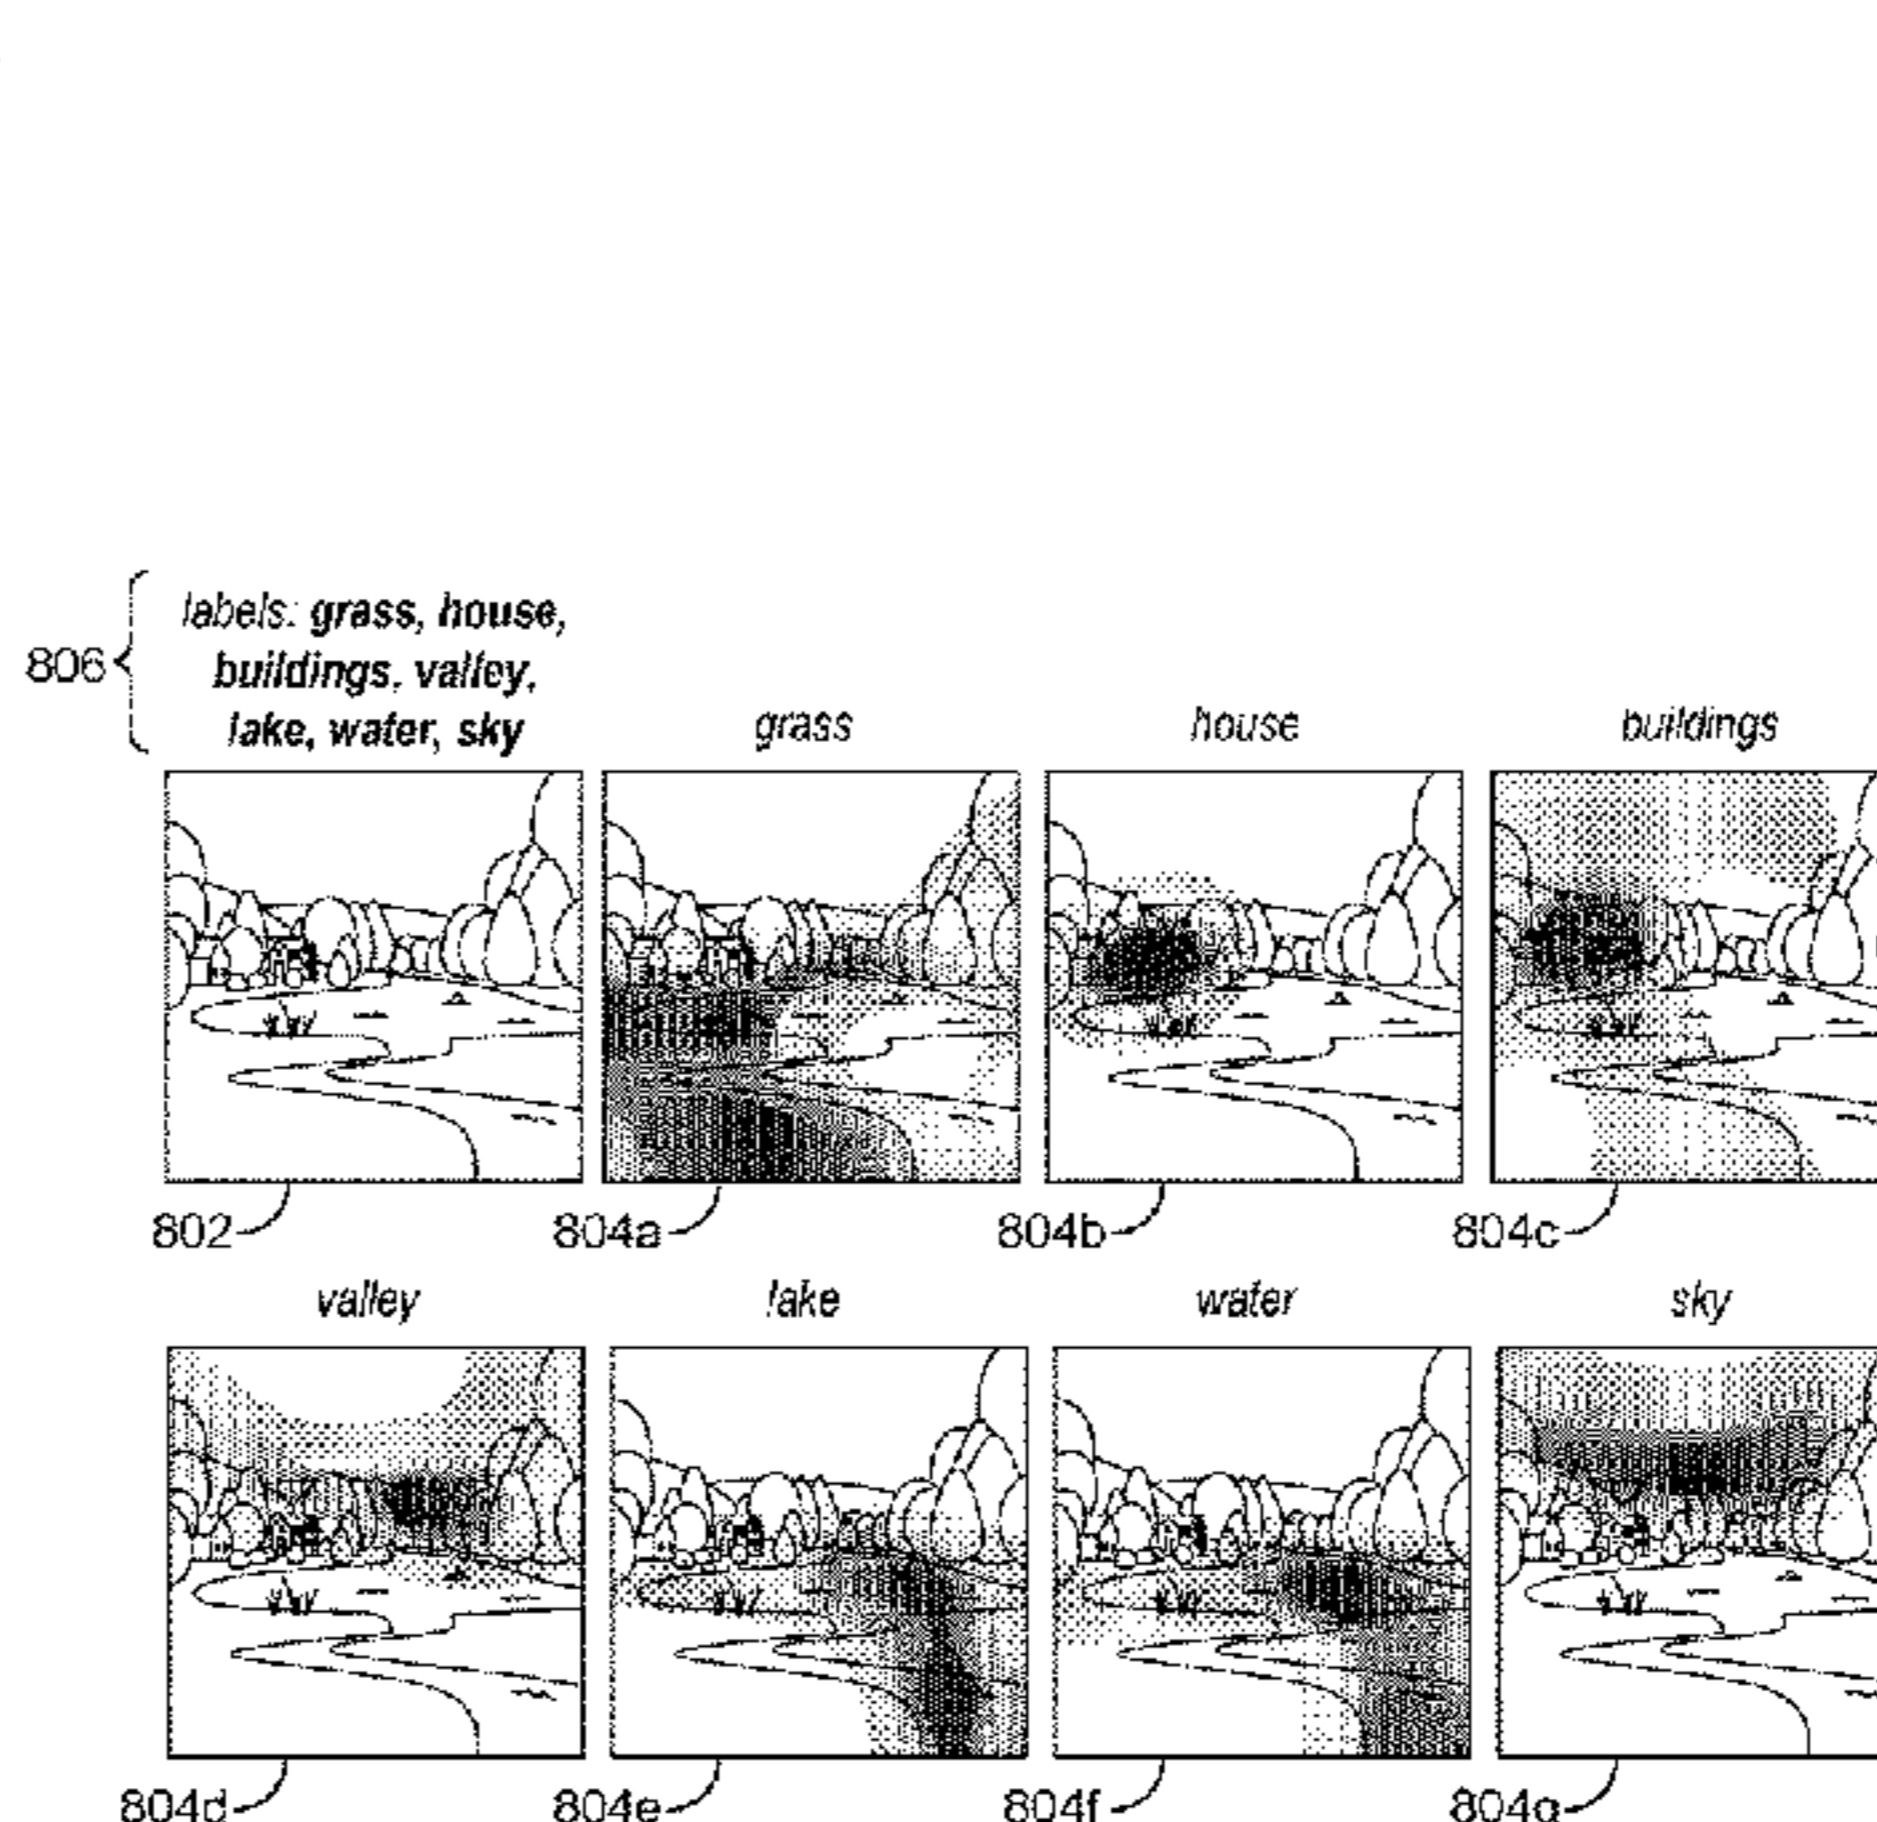 labels: grass, house,
806
buildings, valley,
lake, water, sky
grass
house
buildings
802
804a
804b
804c
valley
lake
water
sky
804d
804e
804f
804g